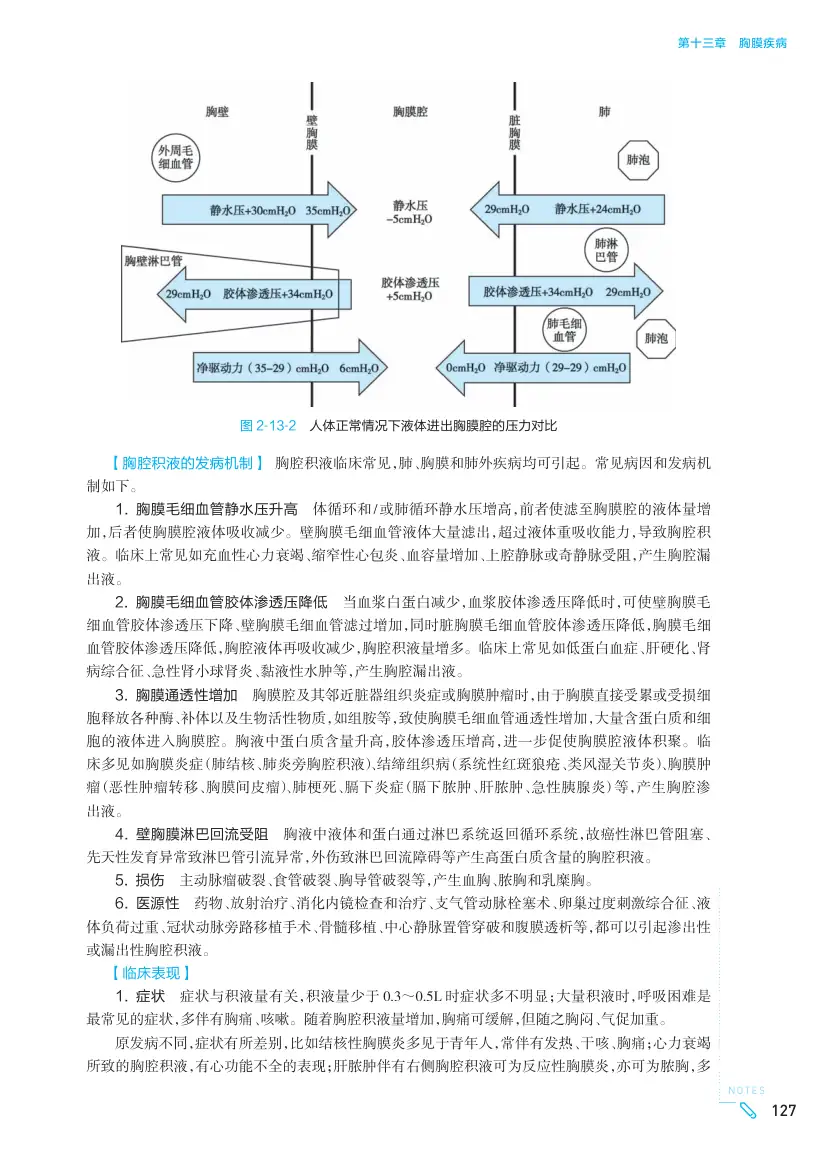 第十三章 胸膜疾病
胸壁
壁胸膜
胸膜腔
脏胸膜
肺
外周毛细血管
肺泡
静水压+30cmH₂O 35cmH₂O
静水压
-5cmH₂O
29cmH₂O 静水压+24cmH₂O
胸壁淋巴管
肺淋巴管
29cmH₂O 胶体渗透压+34cmH₂O
胶体渗透压
+5cmH₂O
胶体渗透压+34cmH₂O 29cmH₂O
肺毛细血管
肺泡
净驱动力（35-29）cmH₂O 6cmH₂O
0cmH₂O 净驱动力（29-29）cmH₂O
图 2-13-2 人体正常情况下液体进出胸膜腔的压力对比
【胸腔积液的发病机制】 胸腔积液临床常见,肺、胸膜和肺外疾病均可引起。常见病因和发病机
制如下。
1. 胸膜毛细血管静水压升高 体循环和/或肺循环静水压增高,前者使滤至胸膜腔的液体量增
加,后者使胸膜腔液体吸收减少。壁胸膜毛细血管液体大量滤出,超过液体重吸收能力,导致胸腔积
液。临床上常见如充血性心力衰竭、缩窄性心包炎、血容量增加、上腔静脉或奇静脉受阻,产生胸腔漏
出液。
2. 胸膜毛细血管胶体渗透压降低 当血浆白蛋白减少,血浆胶体渗透压降低时,可使壁胸膜毛
细血管胶体渗透压下降、壁胸膜毛细血管滤过增加,同时脏胸膜毛细血管胶体渗透压降低,胸膜毛细
血管胶体渗透压降低,胸腔液体再吸收减少,胸腔积液量增多。临床上常见如低蛋白血症、肝硬化、肾
病综合征、急性肾小球肾炎、黏液性水肿等,产生胸腔漏出液。
3. 胸膜通透性增加 胸膜腔及其邻近脏器组织炎症或胸膜肿瘤时,由于胸膜直接受累或受损细
胞释放各种酶、补体以及生物活性物质,如组胺等,致使胸膜毛细血管通透性增加,大量含蛋白质和细
胞的液体进入胸膜腔。胸液中蛋白质含量升高,胶体渗透压增高,进一步促使胸膜腔液体积聚。临
床多见如胸膜炎症(肺结核、肺炎旁胸腔积液)、结缔组织病(系统性红斑狼疮、类风湿关节炎)、胸膜肿
瘤(恶性肿瘤转移、胸膜间皮瘤)、肺梗死、膈下炎症(膈下脓肿、肝脓肿、急性胰腺炎)等,产生胸腔渗
出液。
4. 壁胸膜淋巴回流受阻 胸液中液体和蛋白通过淋巴系统返回循环系统,故癌性淋巴管阻塞、
先天性发育异常致淋巴管引流异常,外伤致淋巴回流障碍等产生高蛋白质含量的胸腔积液。
5. 损伤 主动脉瘤破裂、食管破裂、胸导管破裂等,产生血胸、脓胸和乳糜胸。
6. 医源性 药物、放射治疗、消化内镜检查和治疗、支气管动脉栓塞术、卵巢过度刺激综合征、液
体负荷过重、冠状动脉旁路移植手术、骨髓移植、中心静脉置管穿破和腹膜透析等,都可以引起渗出性
或漏出性胸腔积液。
【临床表现】
1. 症状 症状与积液量有关,积液量少于 0.3～0.5L 时症状多不明显;大量积液时,呼吸困难是
最常见的症状,多伴有胸痛、咳嗽。随着胸腔积液量增加,胸痛可缓解,但随之胸闷、气促加重。
原发病不同,症状有所差别,比如结核性胸膜炎多见于青年人,常伴有发热、干咳、胸痛;心力衰竭
所致的胸腔积液,有心功能不全的表现;肝脓肿伴有右侧胸腔积液可为反应性胸膜炎,亦可为脓胸,多
NOTES
127